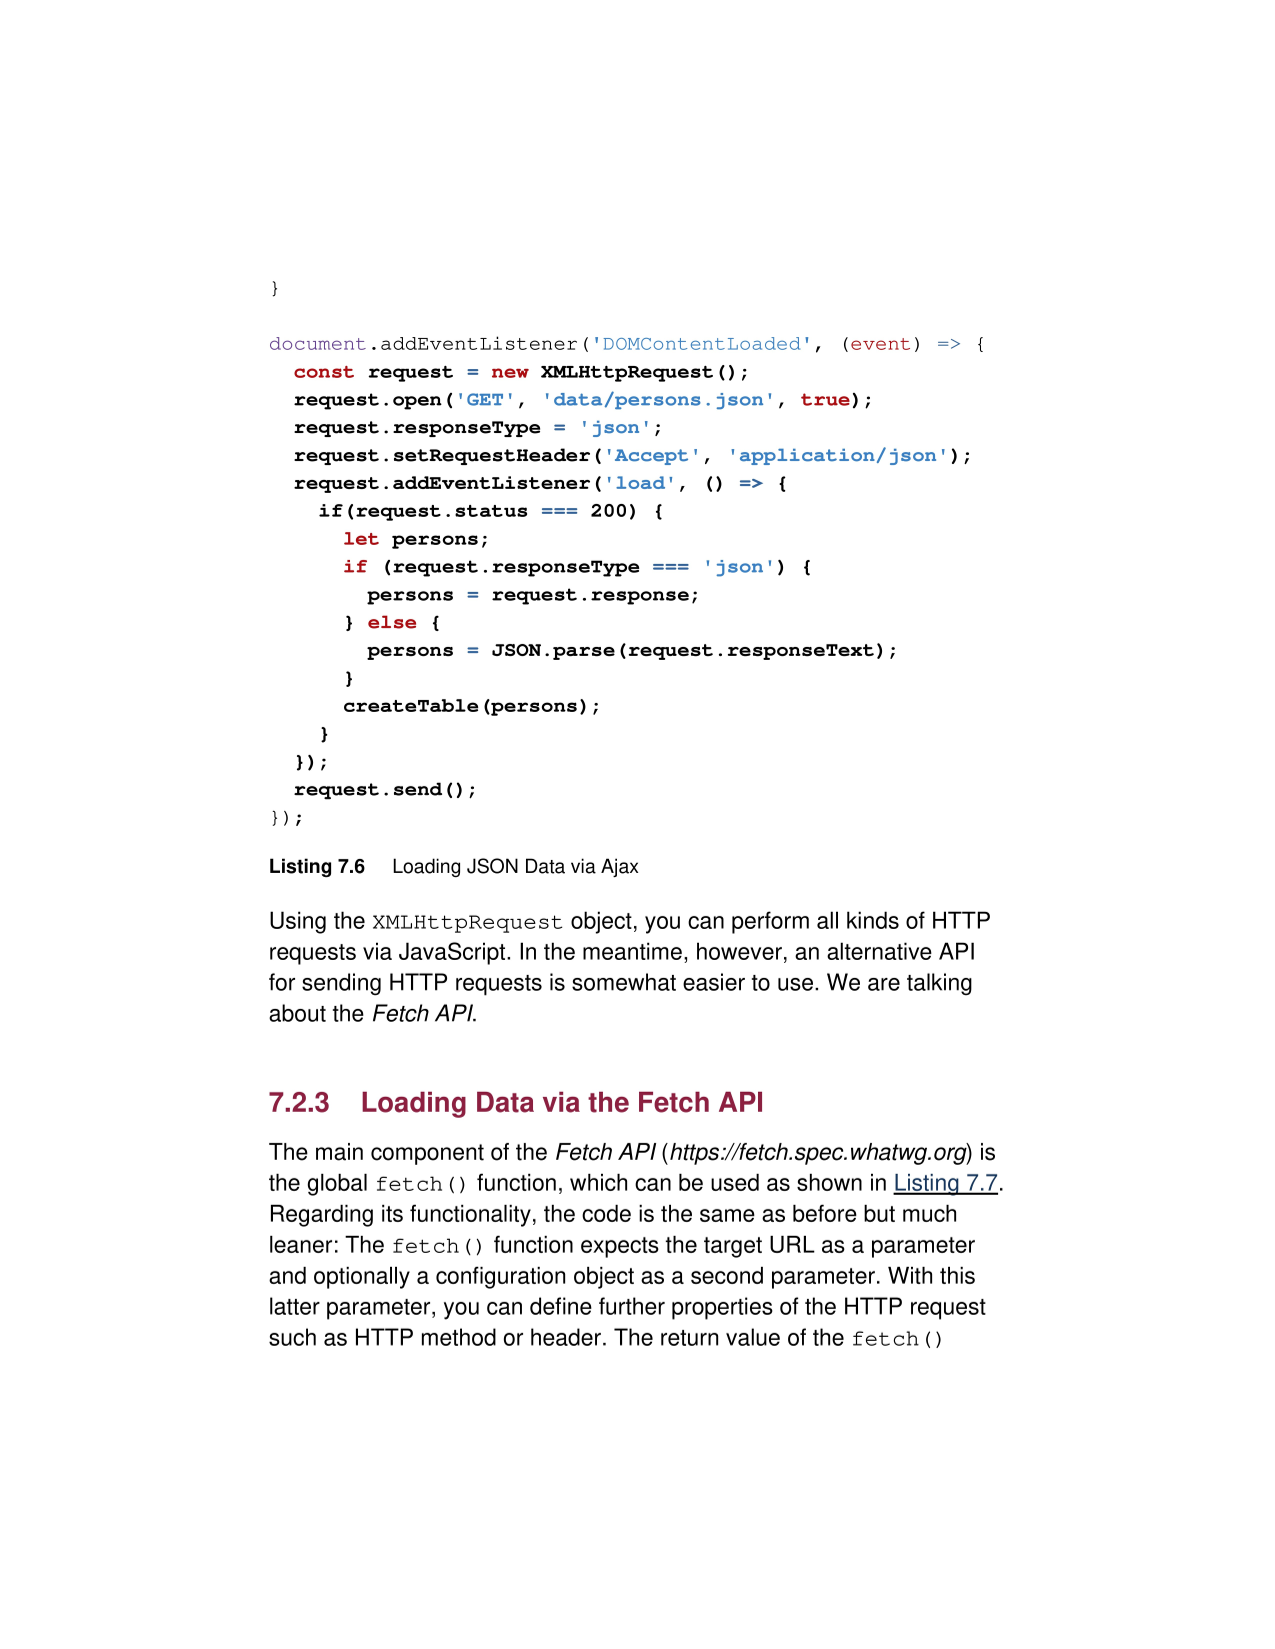 }
document.addEventListener('DOMContentLoaded', (event) => {
  const request = new XMLHttpRequest();
  request.open('GET', 'data/persons.json', true);
  request.responseType = 'json';
  request.setRequestHeader('Accept', 'application/json');
  request.addEventListener('load', () => {
    if(request.status === 200) {
      let persons;
      if (request.responseType === 'json') {
        persons = request.response;
      } else {
        persons = JSON.parse(request.responseText);
      }
      createTable(persons);
    }
  });
  request.send();
});
Listing 7.6 Loading JSON Data via Ajax
Using the XMLHttpRequest object, you can perform all kinds of HTTP
requests via JavaScript. In the meantime, however, an alternative API
for sending HTTP requests is somewhat easier to use. We are talking
about the Fetch API.
7.2.3 Loading Data via the Fetch API
The main component of the Fetch API (https://fetch.spec.whatwg.org) is
the global fetch() function, which can be used as shown in Listing 7.7.
Regarding its functionality, the code is the same as before but much
leaner: The fetch() function expects the target URL as a parameter
and optionally a configuration object as a second parameter. With this
latter parameter, you can define further properties of the HTTP request
such as HTTP method or header. The return value of the fetch()